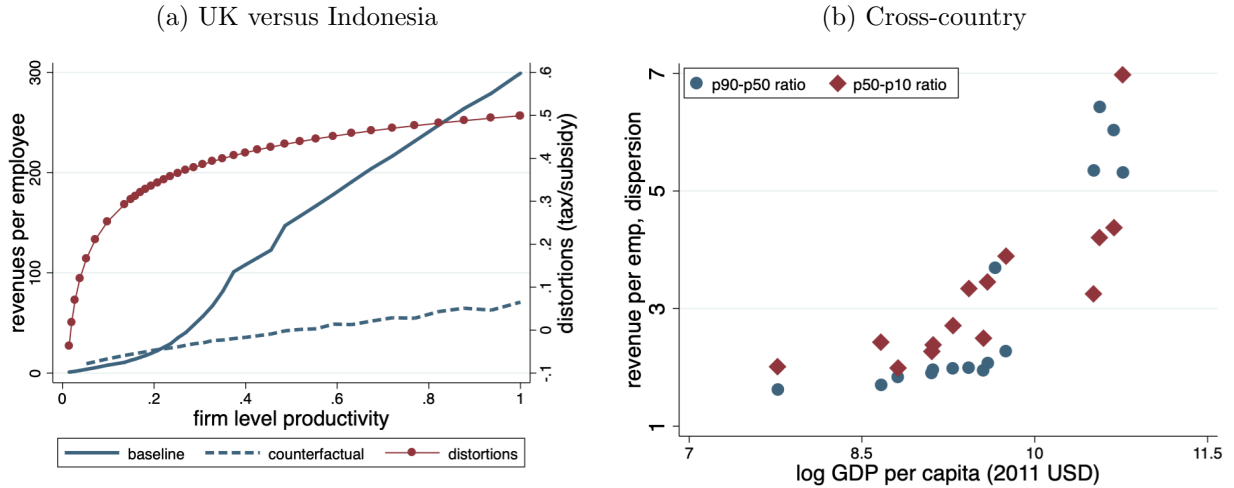 (a) UK versus Indonesia
300
200
100
0
revenues per employee
.6
.5
.4
.3
.2
.1
0
-.1
distortions (tax/subsidy)
0
.2
.4
.6
.8
1
firm level productivity
baseline
counterfactual
distortions
(b) Cross-country
7
5
3
1
revenue per emp, dispersion
p90-p50 ratio
p50-p10 ratio
7
8.5
10
11.5
log GDP per capita (2011 USD)